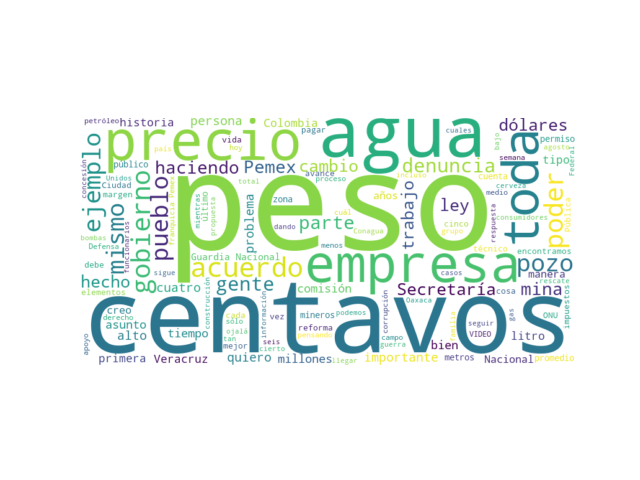 petróleo historia persona Colombia pagar cuales dólares
precio agua bajo permiso
vida semana agosto
país hoy tipo Federal
concesión ejemplo público haciendo Pemex cambio avance denuncia
Unidos total proceso incluso Cuenta
Ciudad franquicia Pemex peso años medio cerveza
margen mismo gobierno pueblo mientras último propuesta problema zona cuál trabajo ley grupo toda poder pública
cinco respuesta consumidores
bombas funcionarios dando parte
Defensa Conagua menos técnico encontramos
debe sigue Guardia Nacional empresa pozo
hecho acuerdo casos manera
elementos cuatro gente comisión Secretaría cosa mina rescate
construcción Oaxaca impuestos
creo centavos
derecho cada información vez mineros podemos corrupción gas ONU
asunto sólo reforma campo familia seguir
apoyo alto tiempo ojalá seis pensando guerra VIDEO litro
tan mejor cierto bien
primera Veracruz quiero millones llegar importante metros Nacional promedio